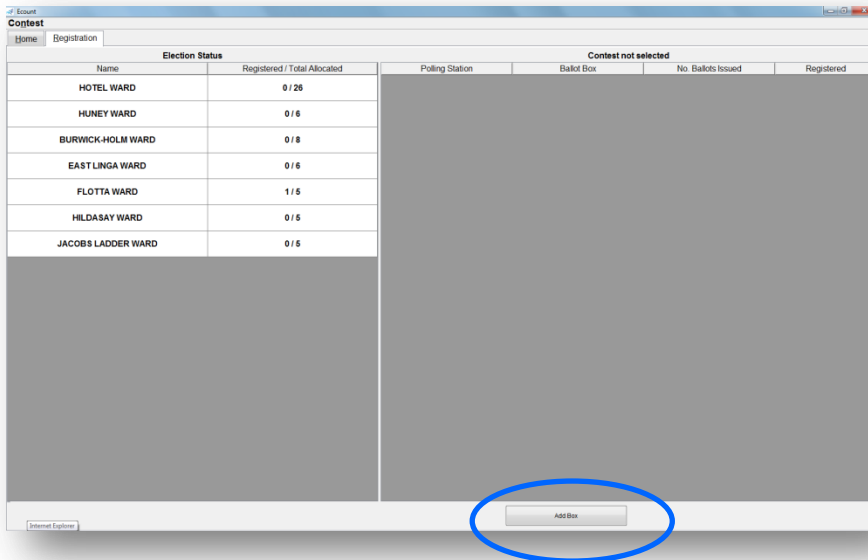 Ecount
Contest
Home Registration
Election Status Contest not selected
Name Registered / Total Allocated Polling Station Ballot Box No. Ballots Issued Registered
HOTEL WARD 0 / 26
HUNEY WARD 0 / 6
BURWICK-HOLM WARD 0 / 8
EAST LINGA WARD 0 / 6
FLOTTA WARD 1 / 5
HILDASAY WARD 0 / 5
JACOBS LADDER WARD 0 / 5
Add Box
Internet Explorer